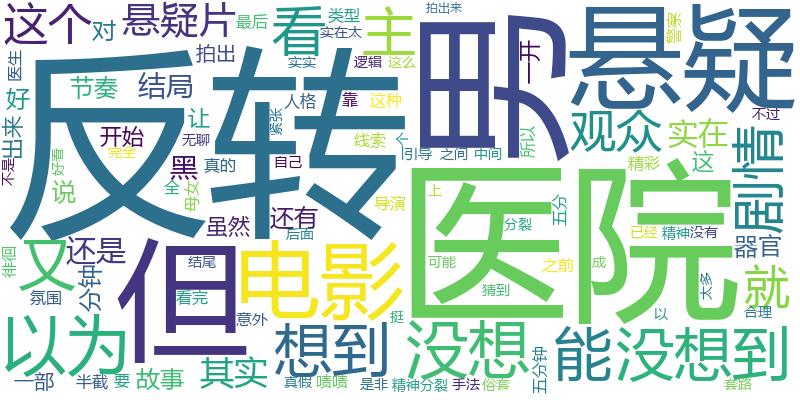 这个
对
悬疑片
最后
类型
实在太
看
主
拍出来
男
一开
警察
悬疑
医生
节奏
结局
拍出
实实
逻辑
这么
不过
好
出来
让
人格
靠
这种
紧张
反转
开始
无聊
黑
真的
自己
线索
个
引导
之间
中间
所以
观众
实在
精彩
这
剧情
不是
好看
完全
说
全
母女
虽然
还有
后面
导演
上
医院
分裂
五分
已经
精神
没有
器官
徘徊
又
还是
分钟
但
结尾
电影
可能
之前
成
猜到
太多
就
氛围
看完
意外
挺
以
合理
以为
想到
没想
能
没想到
一部
半截
要
故事
其实
真假
啧啧
是非
精神分裂
手法
俗套
五分钟
套路